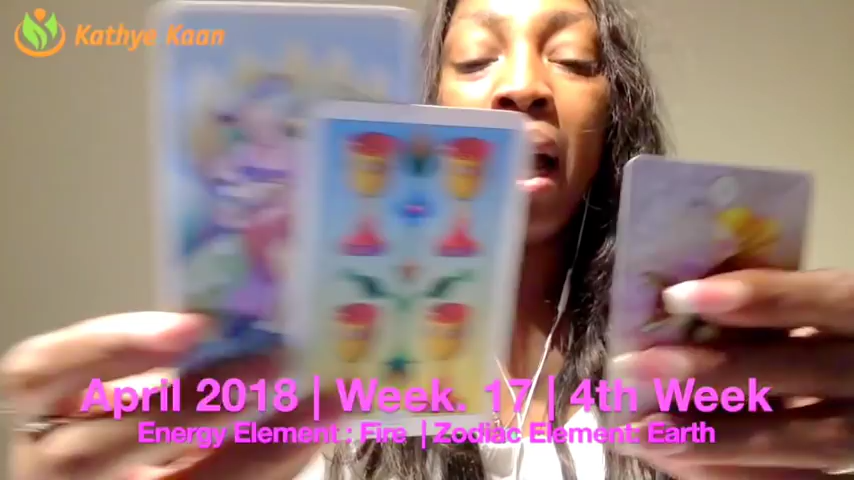 Kathye Kaan
April 2018 | Week. 17 | 4th Week
Energy Element : Fire | Zodiac Element: Earth